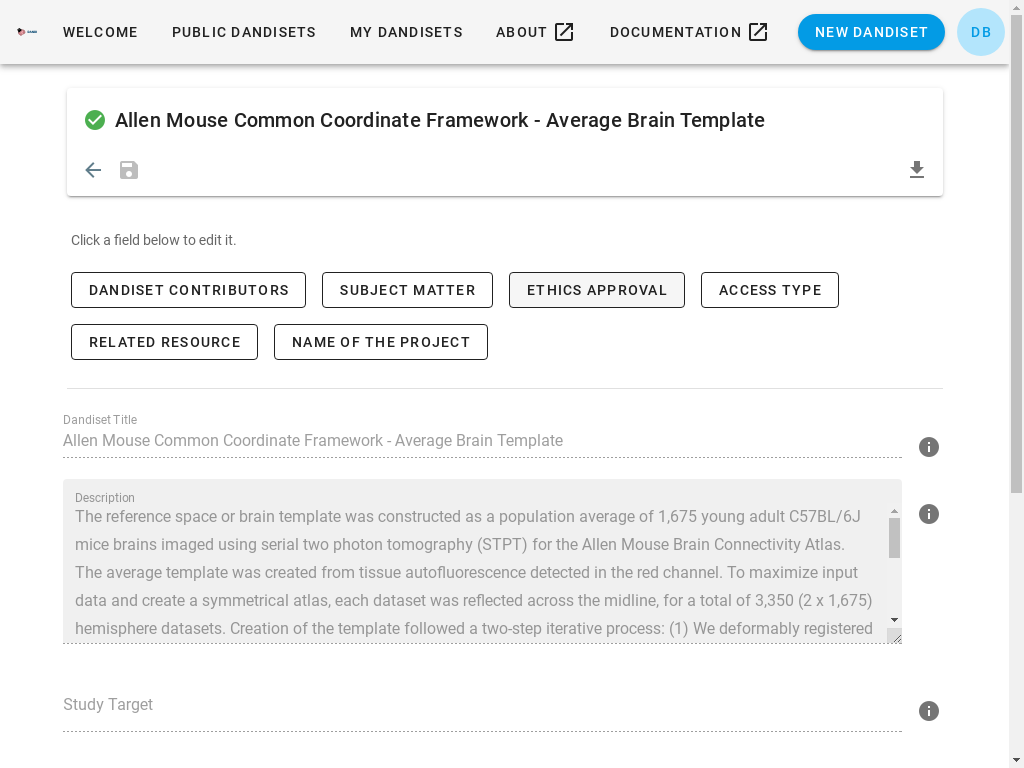 WELCOME
PUBLIC DANDISETS
MY DANDISETS
ABOUT
DOCUMENTATION
NEW DANDISET
DB
Allen Mouse Common Coordinate Framework - Average Brain Template
Click a field below to edit it.
DANDISET CONTRIBUTORS
SUBJECT MATTER
ETHICS APPROVAL
ACCESS TYPE
RELATED RESOURCE
NAME OF THE PROJECT
Dandiset Title
Allen Mouse Common Coordinate Framework - Average Brain Template
Description
The reference space or brain template was constructed as a population average of 1,675 young adult C57BL/6J
mice brains imaged using serial two photon tomography (STPT) for the Allen Mouse Brain Connectivity Atlas.
The average template was created from tissue autofluorescence detected in the red channel. To maximize input
data and create a symmetrical atlas, each dataset was reflected across the midline, for a total of 3,350 (2 x 1,675)
hemisphere datasets. Creation of the template followed a two-step iterative process: (1) We deformably registered
Study Target